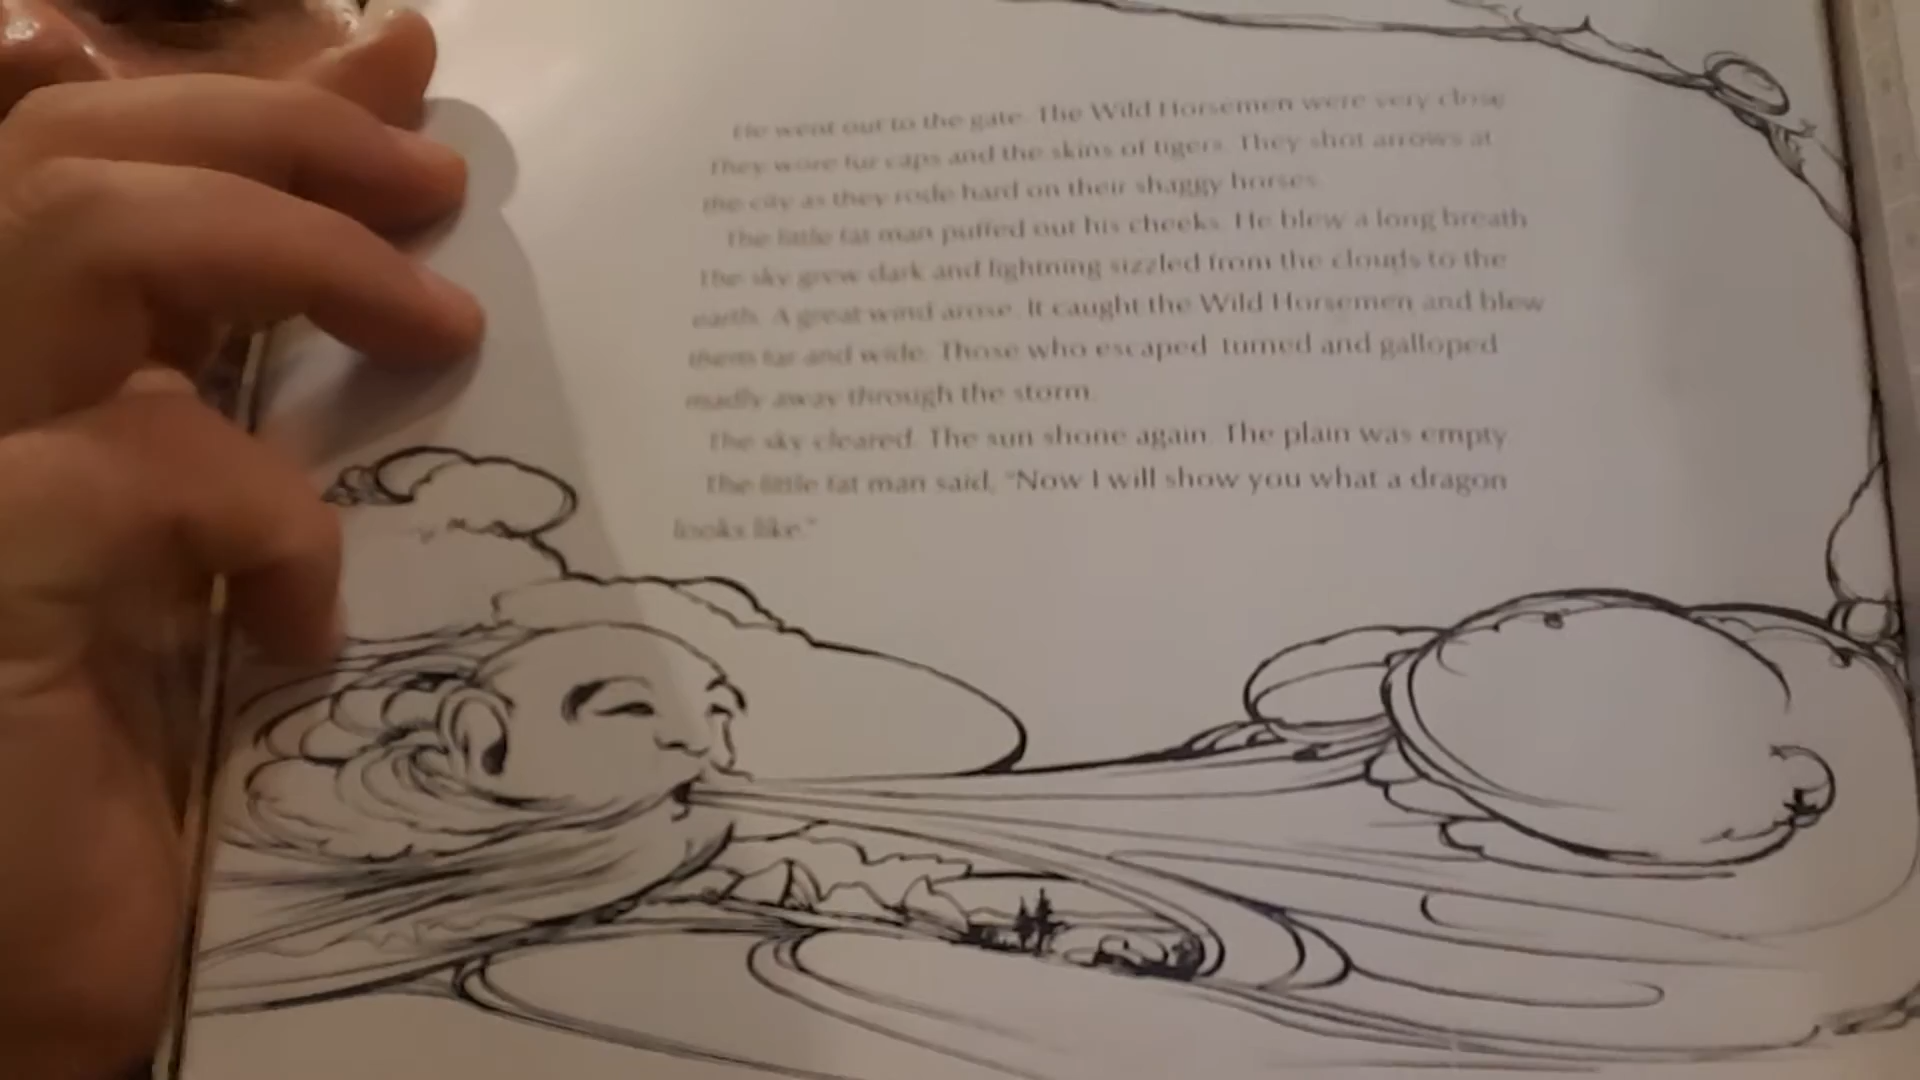 He went out to the gate. The Wild Horsemen were very close.
They wore fur caps and the skins of tigers. They shot arrows at
the city as they rode hard on their shaggy horses.
The little fat man puffed out his cheeks. He blew a long breath.
The sky grew dark and lightning sizzled from the clouds to the
earth. A great wind arose. It caught the Wild Horsemen and blew
them far and wide. Those who escaped turned and galloped
madly away through the storm.
The sky cleared. The sun shone again. The plain was empty.
The little fat man said, "Now I will show you what a dragon
looks like."